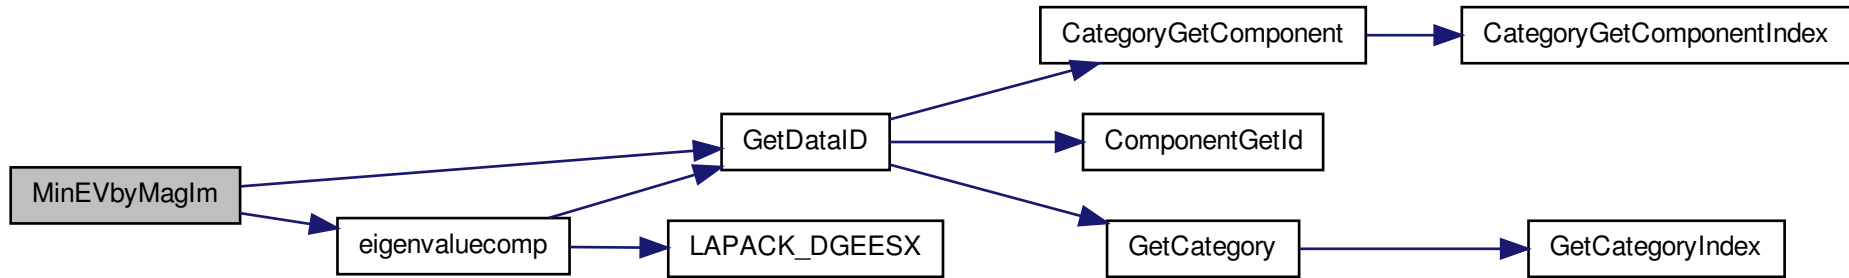 MinEVbyMagIm
eigenvaluecomp
GetDataID
LAPACK_DGEESX
CategoryGetComponent
ComponentGetId
GetCategory
CategoryGetComponentIndex
GetCategoryIndex